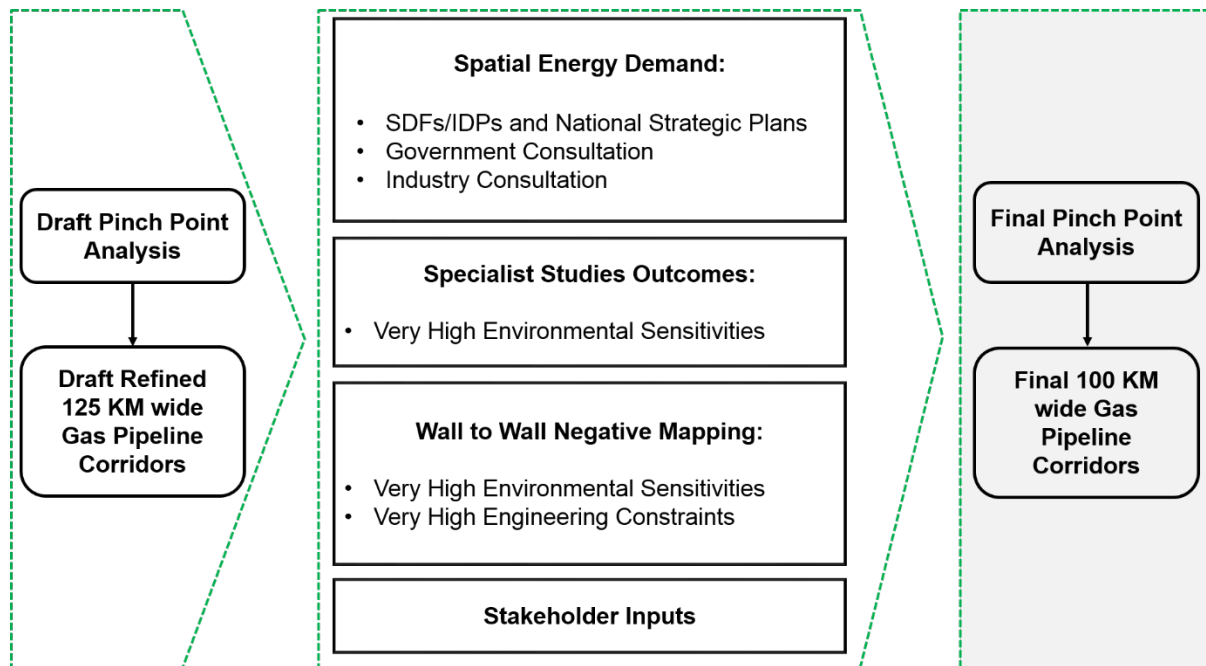 Draft Pinch Point
Analysis
Draft Refined
125 KM wide
Gas Pipeline
Corridors
Spatial Energy Demand:
• SDFs/IDPs and National Strategic Plans
• Government Consultation
• Industry Consultation
Specialist Studies Outcomes:
• Very High Environmental Sensitivities
Wall to Wall Negative Mapping:
• Very High Environmental Sensitivities
• Very High Engineering Constraints
Stakeholder Inputs
Final Pinch Point
Analysis
Final 100 KM
wide Gas
Pipeline
Corridors